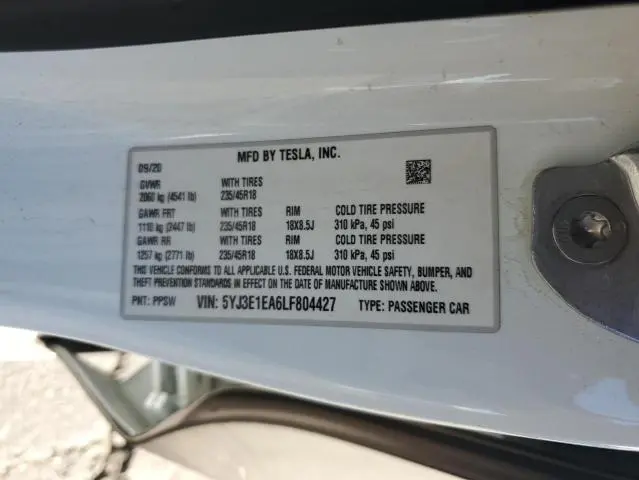 MFD BY TESLA, INC.
09/20
GVWR WITH TIRES
2060 kg (4541 lb) 235/45R18
GAWR FRT WITH TIRES RIM COLD TIRE PRESSURE
1110 kg (2447 lb) 235/45R18 18X8.5J 310 kPa, 45 psi
GAWR RR WITH TIRES RIM COLD TIRE PRESSURE
1257 kg (2771 lb) 235/45R18 18X8.5J 310 kPa, 45 psi
THIS VEHICLE CONFORMS TO ALL APPLICABLE U.S. FEDERAL MOTOR VEHICLE SAFETY, BUMPER, AND
THEFT PREVENTION STANDARDS IN EFFECT ON THE DATE OF MANUFACTURE SHOWN ABOVE.
PNT: PPSW VIN: 5YJ3E1EA6LF804427 TYPE: PASSENGER CAR